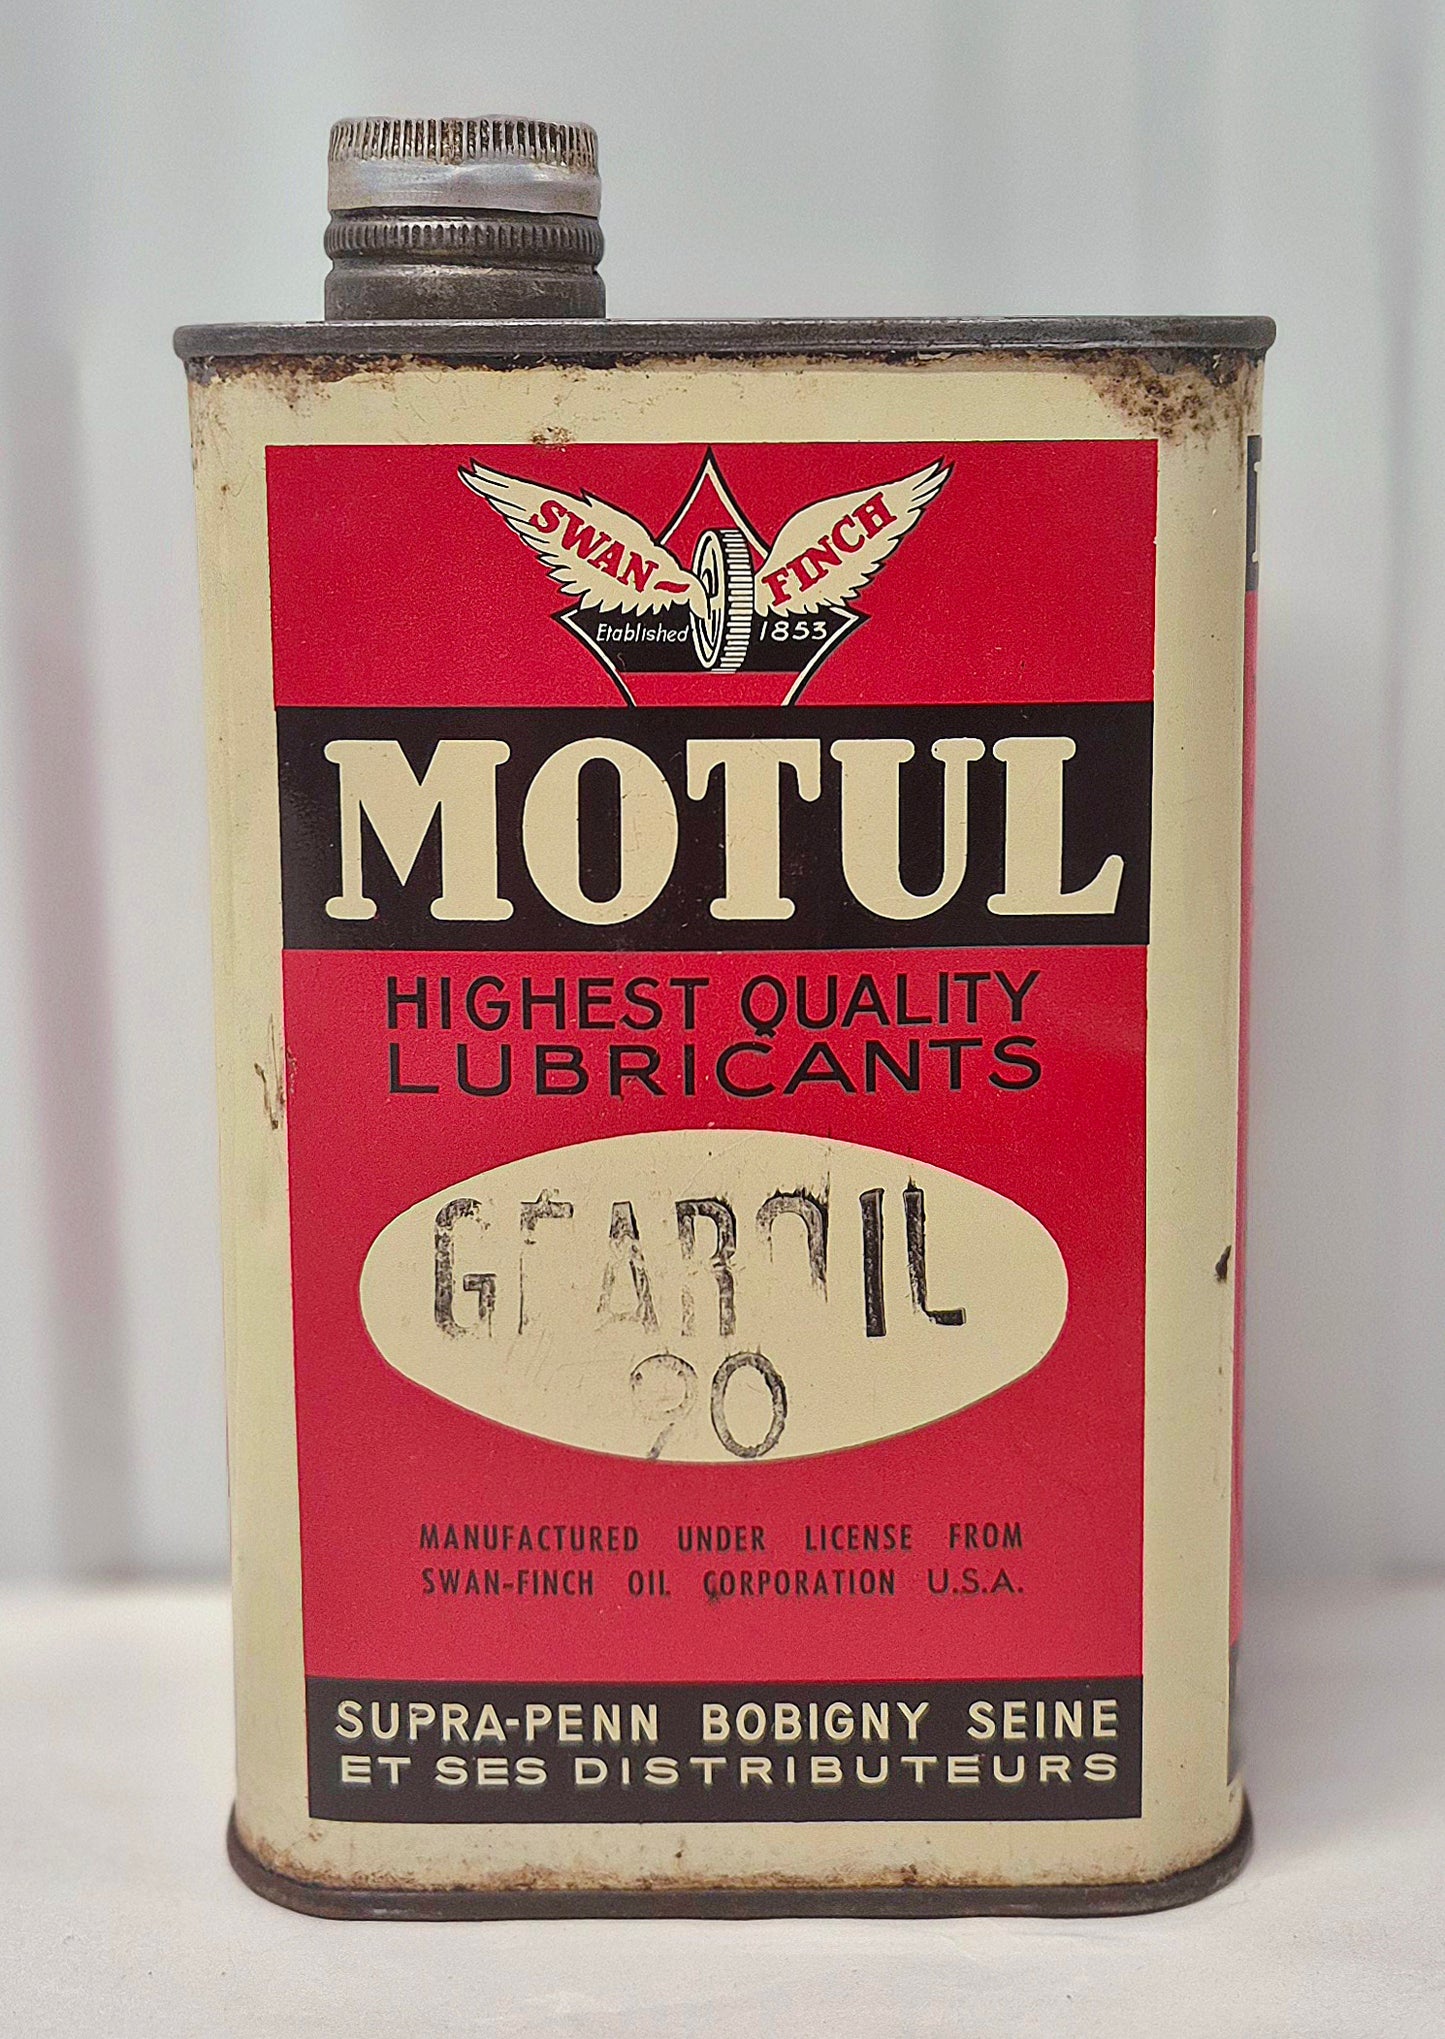 SWAN-FINCH
Etablished 1853
MOTUL
HIGHEST QUALITY
LUBRICANTS
GEAROIL
90
MANUFACTURED UNDER LICENSE FROM
SWAN-FINCH OIL CORPORATION U.S.A.
SUPRA-PENN BOBIGNY SEINE
ET SES DISTRIBUTEURS